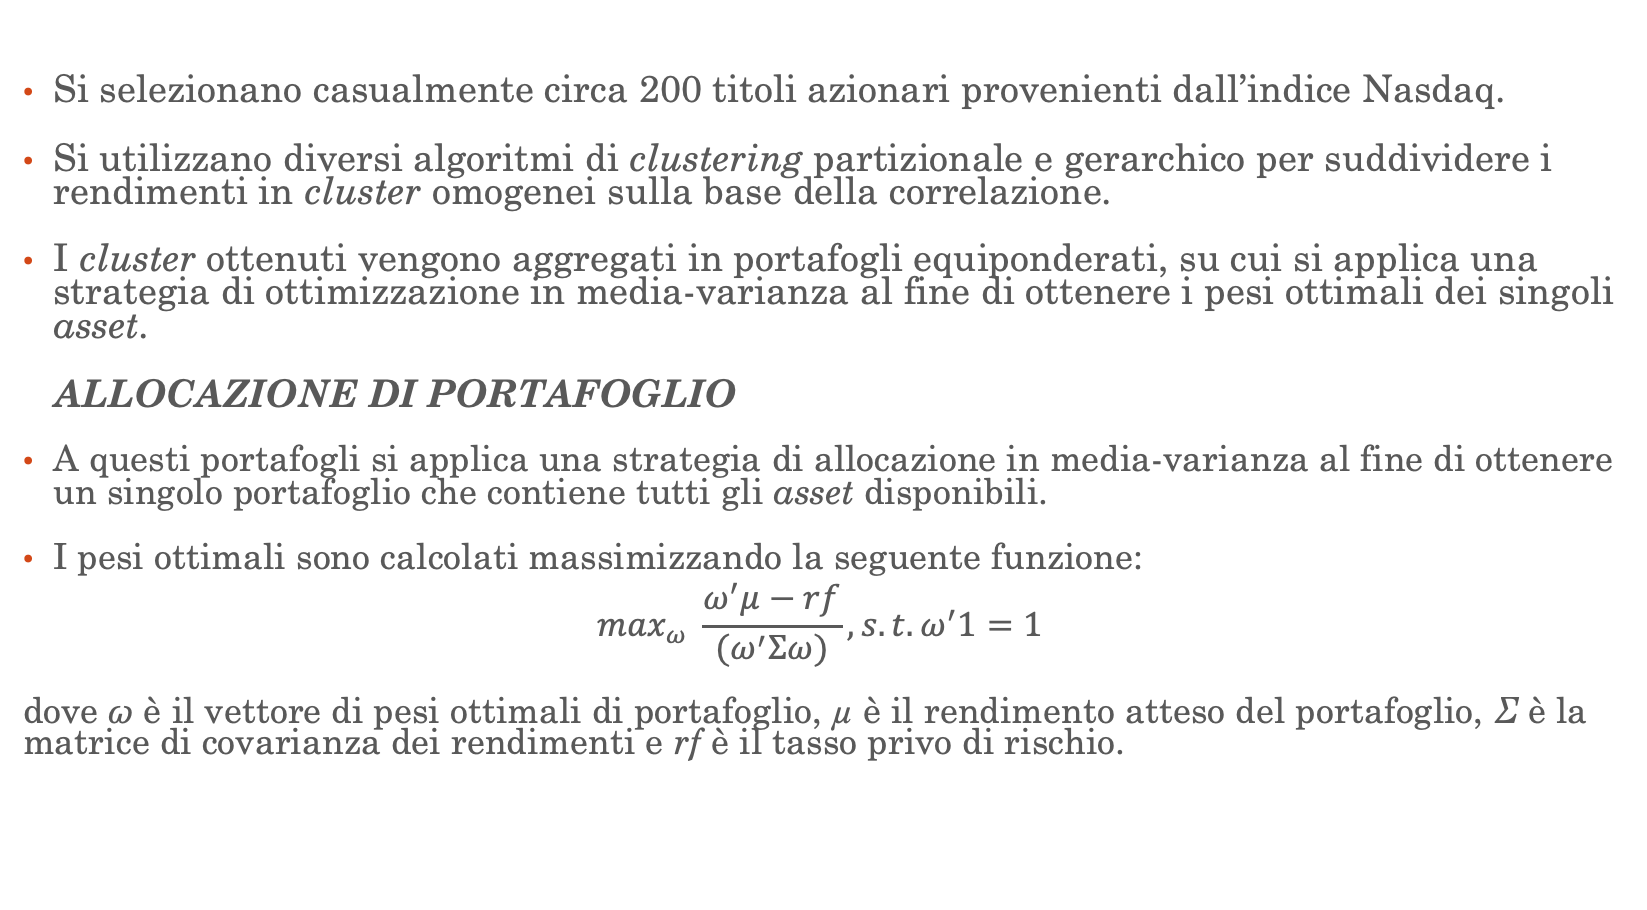 • Si selezionano casualmente circa 200 titoli azionari provenienti dall’indice Nasdaq.
• Si utilizzano diversi algoritmi di clustering partizionale e gerarchico per suddividere i
rendimenti in cluster omogenei sulla base della correlazione.
• I cluster ottenuti vengono aggregati in portafogli equiponderati, su cui si applica una
strategia di ottimizzazione in media-varianza al fine di ottenere i pesi ottimali dei singoli
asset.
ALLOCAZIONE DI PORTAFOGLIO
• A questi portafogli si applica una strategia di allocazione in media-varianza al fine di ottenere
un singolo portafoglio che contiene tutti gli asset disponibili.
• I pesi ottimali sono calcolati massimizzando la seguente funzione:
max_ω (ω′μ − rf)/(ω′Σω), s.t. ω′1 = 1
dove ω è il vettore di pesi ottimali di portafoglio, μ è il rendimento atteso del portafoglio, Σ è la
matrice di covarianza dei rendimenti e rf è il tasso privo di rischio.